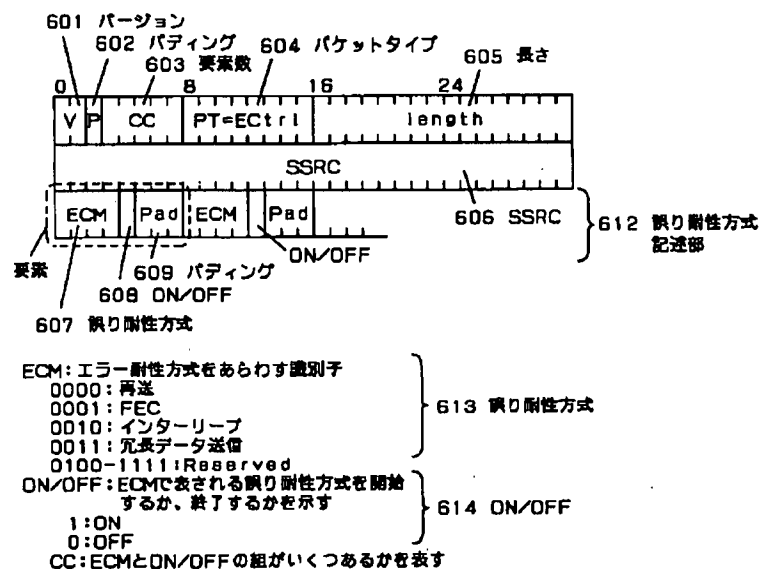 601 バージョン
602 パディング
603 要素数
604 パケットタイプ
605 長さ
0 8 16 24
V P CC PT=ECtrl length
SSRC
ECM Pad ECM Pad
606 SSRC
612 誤り耐性方式
記述部
要素
ON/OFF
609 パディング
608 ON/OFF
607 誤り耐性方式
ECM:エラー耐性方式をあらわす識別子
0000:再送
0001:FEC
0010:インターリーブ
0011:冗長データ送信
0100-1111:Reserved
613 誤り耐性方式
ON/OFF:ECMで表される誤り耐性方式を開始
するか、終了するかを示す
1:ON
0:OFF
614 ON/OFF
CC:ECMとON/OFFの組がいくつあるかを表す